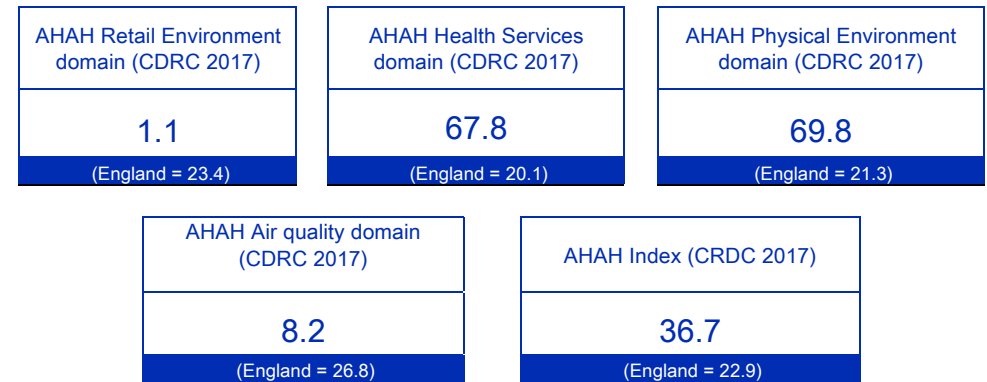 AHAH Retail Environment
domain (CDRC 2017)
1.1
(England = 23.4)
AHAH Health Services
domain (CDRC 2017)
67.8
(England = 20.1)
AHAH Physical Environment
domain (CDRC 2017)
69.8
(England = 21.3)
AHAH Air quality domain
(CDRC 2017)
8.2
(England = 26.8)
AHAH Index (CRDC 2017)
36.7
(England = 22.9)